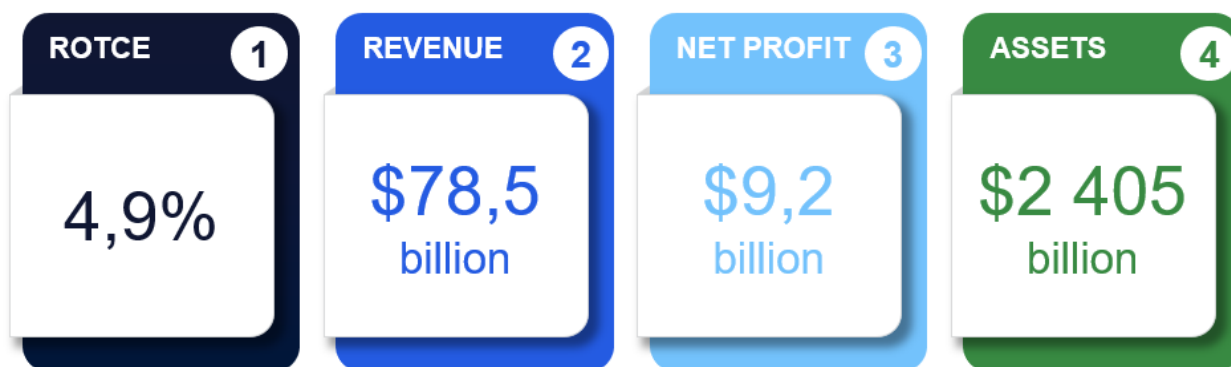 ROTCE 1
4,9%
REVENUE 2
$78,5
billion
NET PROFIT 3
$9,2
billion
ASSETS 4
$2 405
billion